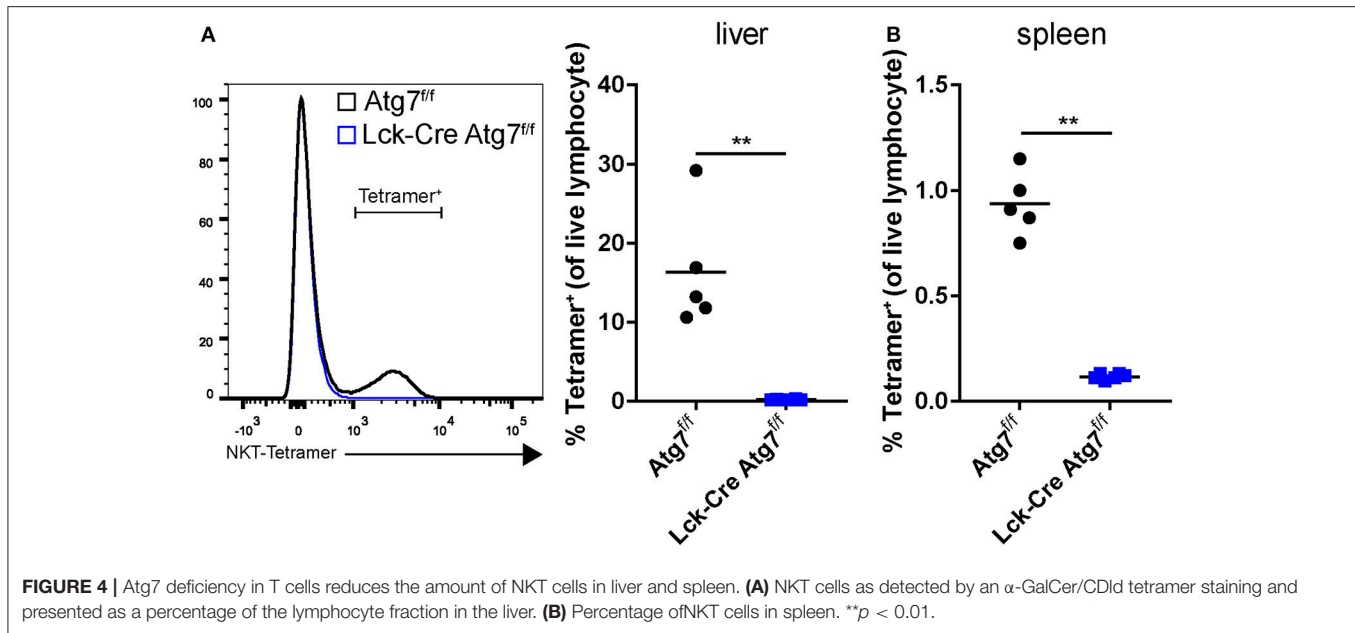 A
liver
B
spleen
Atg7f/f
Lck-Cre Atg7f/f
Tetramer+
100
80
60
40
20
0
-10³
0
10³
10⁴
10⁵
NKT-Tetramer
% Tetramer+ (of live lymphocyte)
40
30
20
10
0
**
Atg7f/f
Lck-Cre Atg7f/f
% Tetramer+ (of live lymphocyte)
1.5
1.0
0.5
0.0
**
Atg7f/f
Lck-Cre Atg7f/f
FIGURE 4 | Atg7 deficiency in T cells reduces the amount of NKT cells in liver and spleen. (A) NKT cells as detected by an α-GalCer/CDld tetramer staining and
presented as a percentage of the lymphocyte fraction in the liver. (B) Percentage ofNKT cells in spleen. **p < 0.01.